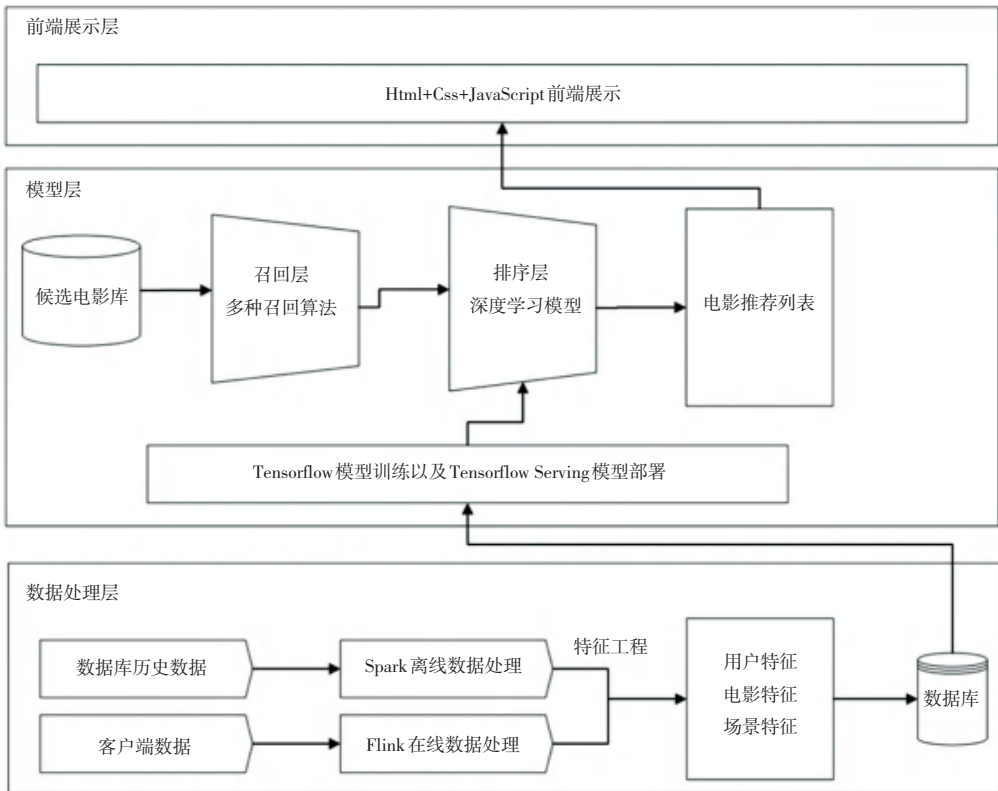 前端展示层
Html+Css+JavaScript前端展示
模型层
候选电影库
召回层
多种召回算法
排序层
深度学习模型
电影推荐列表
Tensorflow模型训练以及Tensorflow Serving模型部署
数据处理层
数据库历史数据
Spark离线数据处理
特征工程
客户端数据
Flink在线数据处理
用户特征
电影特征
场景特征
数据库